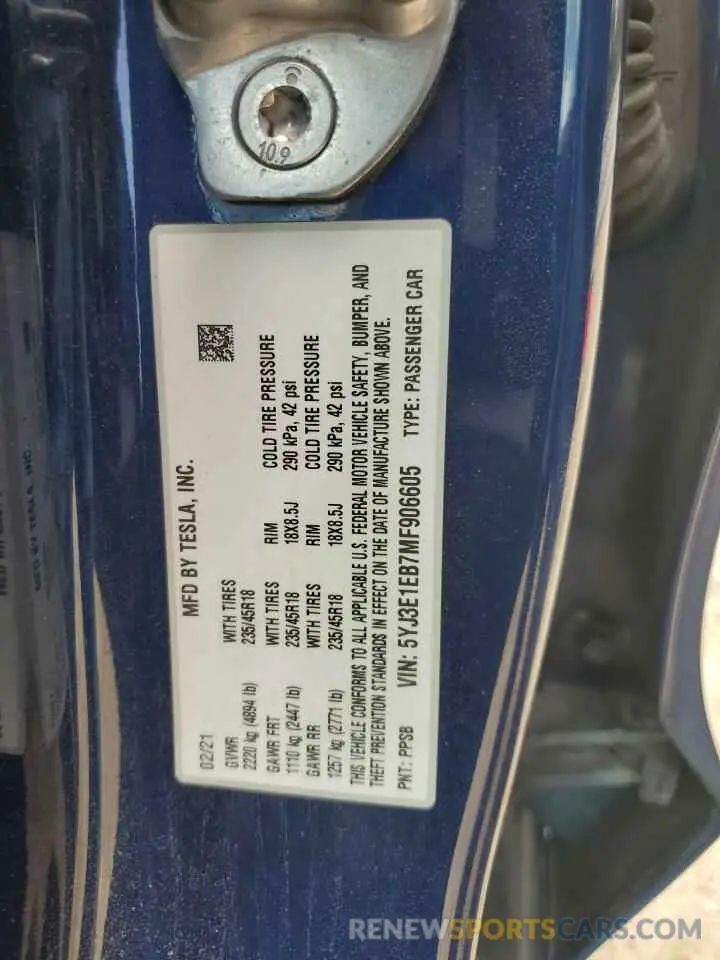 10.9
MFD BY TESLA, INC.
02/21
GVWR WITH TIRES
2220 kg (4894 lb) 235/45R18
GAWR FRT WITH TIRES RIM COLD TIRE PRESSURE
1110 kg (2447 lb) 235/45R18 18X8.5J 290 kPa, 42 psi
GAWR RR WITH TIRES RIM COLD TIRE PRESSURE
1257 kg (2771 lb) 235/45R18 18X8.5J 290 kPa, 42 psi
THIS VEHICLE CONFORMS TO ALL APPLICABLE U.S. FEDERAL MOTOR VEHICLE SAFETY, BUMPER, AND
THEFT PREVENTION STANDARDS IN EFFECT ON THE DATE OF MANUFACTURE SHOWN ABOVE.
PNT: PPSB VIN: 5YJ3E1EB7MF906605 TYPE: PASSENGER CAR
RENEWSPORTSCARS.COM